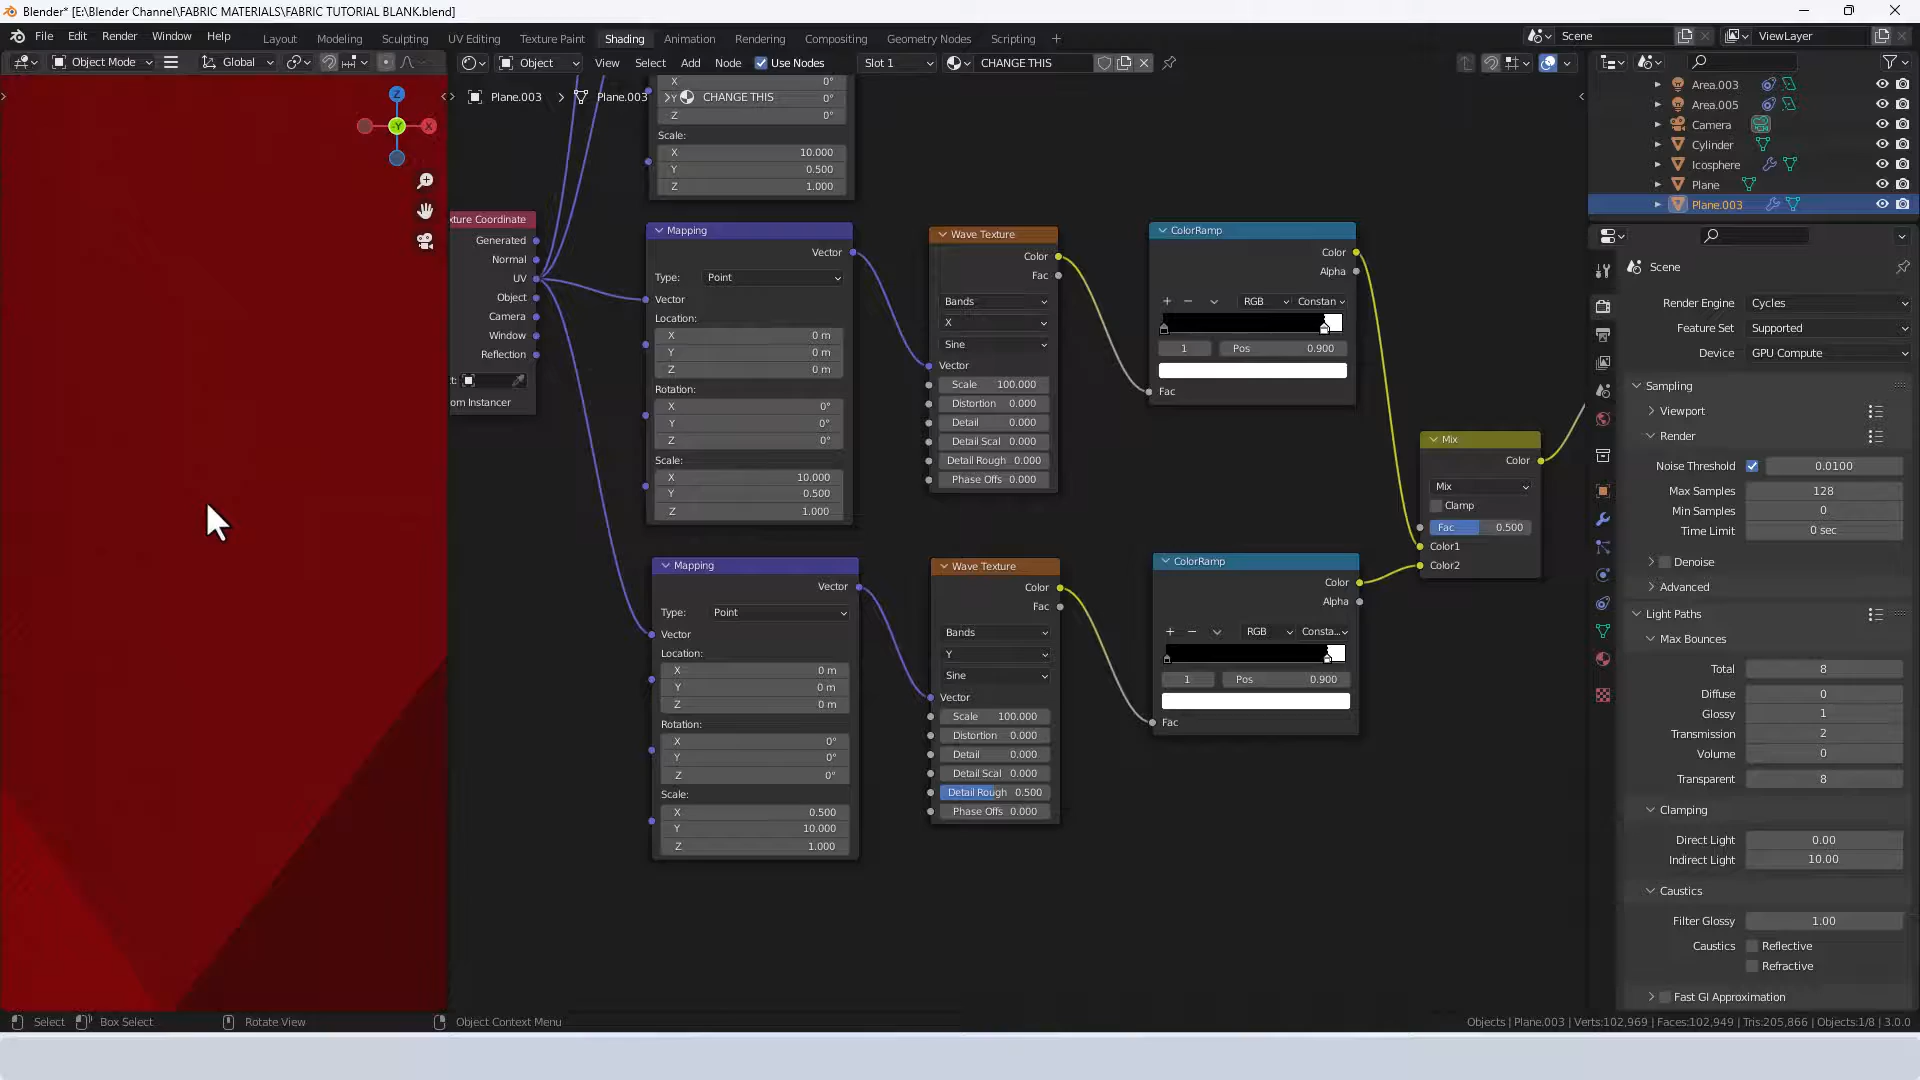 Blender* [E:\Blender Channel\FABRIC MATERIALS\FABRIC TUTORIAL BLANK.blend]
File Edit Render Window Help
Layout Modeling Sculpting UV Editing Texture Paint Shading Animation Rendering Compositing Geometry Nodes Scripting +
Scene ViewLayer
Object Mode Global
Object View Select Add Node Use Nodes Slot 1 CHANGE THIS
Plane.003 > Plane.003 > CHANGE THIS
Z
-Y
X
X 0°
Y 0°
Z 0°
Scale:
X 10.000
Y 0.500
Z 1.000
xture Coordinate
Generated
Normal
UV
Object
Camera
Window
Reflection
t:
om Instancer
Mapping
Vector
Type: Point
Vector
Location:
X 0 m
Y 0 m
Z 0 m
Rotation:
X 0°
Y 0°
Z 0°
Scale:
X 10.000
Y 0.500
Z 1.000
Wave Texture
Color
Fac
Bands
X
Sine
Vector
Scale 100.000
Distortion 0.000
Detail 0.000
Detail Scal 0.000
Detail Rough 0.000
Phase Offs 0.000
ColorRamp
Color
Alpha
+ − RGB Constan
1 Pos 0.900
Fac
Mapping
Vector
Type: Point
Vector
Location:
X 0 m
Y 0 m
Z 0 m
Rotation:
X 0°
Y 0°
Z 0°
Scale:
X 0.500
Y 10.000
Z 1.000
Wave Texture
Color
Fac
Bands
Y
Sine
Vector
Scale 100.000
Distortion 0.000
Detail 0.000
Detail Scal 0.000
Detail Rough 0.500
Phase Offs 0.000
ColorRamp
Color
Alpha
+ − RGB Consta...
1 Pos 0.900
Fac
Mix
Color
Mix
Clamp
Fac 0.500
Color1
Color2
Area.003
Area.005
Camera
Cylinder
Icosphere
Plane
Plane.003
Scene
Render Engine Cycles
Feature Set Supported
Device GPU Compute
Sampling
Viewport
Render
Noise Threshold 0.0100
Max Samples 128
Min Samples 0
Time Limit 0 sec
Denoise
Advanced
Light Paths
Max Bounces
Total 8
Diffuse 0
Glossy 1
Transmission 2
Volume 0
Transparent 8
Clamping
Direct Light 0.00
Indirect Light 10.00
Caustics
Filter Glossy 1.00
Caustics Reflective
Refractive
Fast GI Approximation
Select Box Select Rotate View Object Context Menu
Objects | Plane.003 | Verts:102,969 | Faces:102,949 | Tris:205,866 | Objects:1/8 | 3.0.0